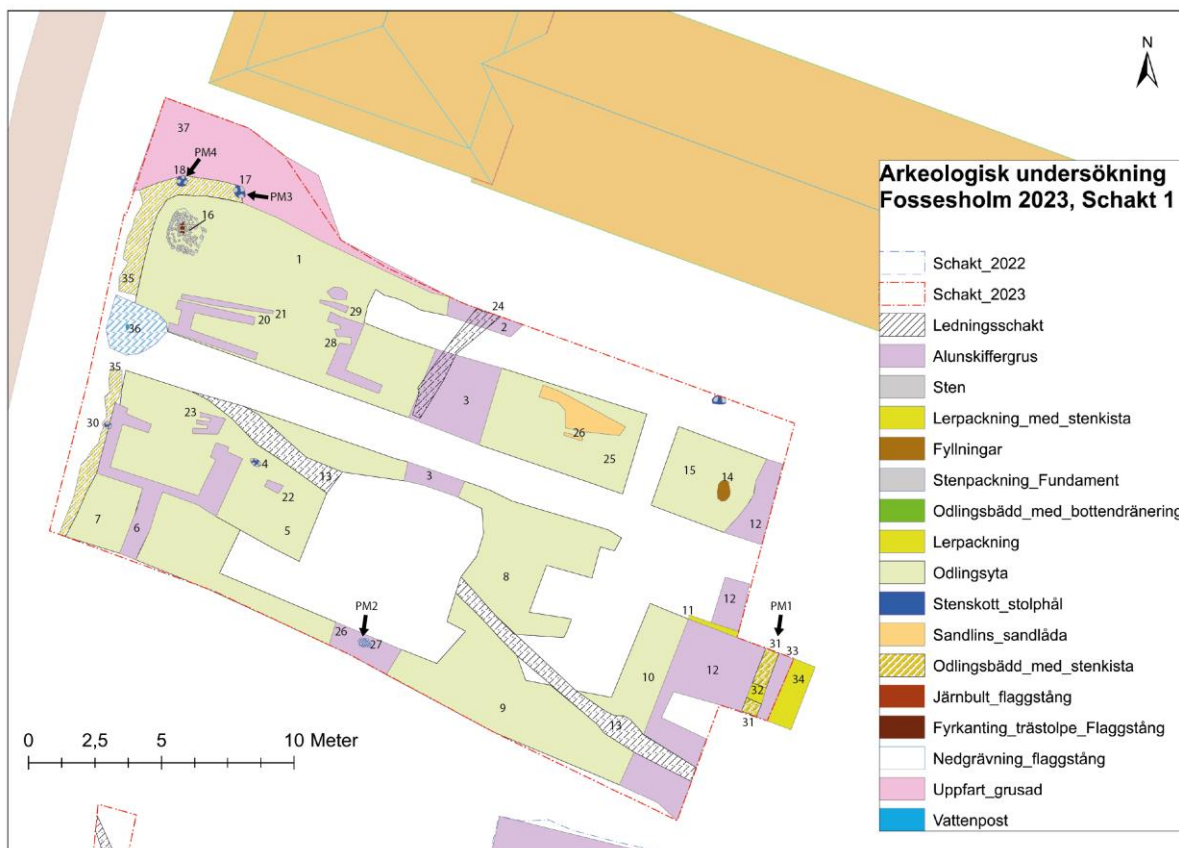 N
37
PM4
18
17
PM3
16
1
35
24
2
29
21
20
28
36
35
3
26
25
15
14
12
30
23
4
13
22
3
5
7
6
8
PM2
26
27
12
11
PM1
31
33
10
12
34
32
31
9
13
0 2,5 5 10 Meter
Arkeologisk undersökning
Fossesholm 2023, Schakt 1
Schakt_2022
Schakt_2023
Ledningsschakt
Alunskiffergrus
Sten
Lerpackning_med_stenkista
Fyllningar
Stenpackning_Fundament
Odlingsbädd_med_bottendränering
Lerpackning
Odlingsyta
Stenskott_stolphål
Sandlins_sandlåda
Odlingsbädd_med_stenkista
Järnbult_flaggstång
Fyrkanting_trästolpe_Flaggstång
Nedgrävning_flaggstång
Uppfart_grusad
Vattenpost